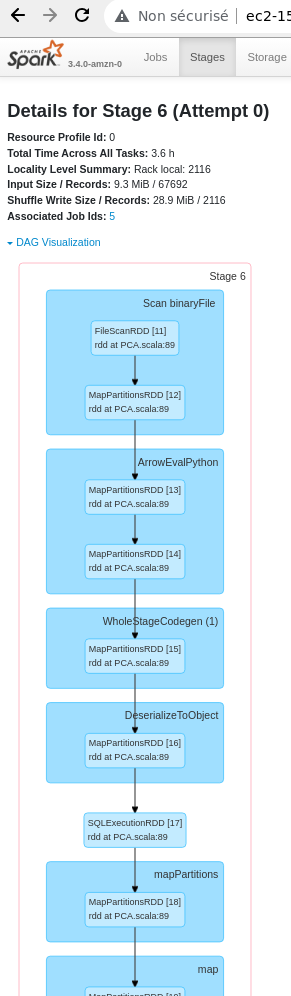 Non sécurisé
ec2-15
APACHE
Spark
3.4.0-amzn-0
Jobs
Stages
Storage
Details for Stage 6 (Attempt 0)
Resource Profile Id: 0
Total Time Across All Tasks: 3.6 h
Locality Level Summary: Rack local: 2116
Input Size / Records: 9.3 MiB / 67692
Shuffle Write Size / Records: 28.9 MiB / 2116
Associated Job Ids: 5
DAG Visualization
Stage 6
Scan binaryFile
FileScanRDD [11]
rdd at PCA.scala:89
MapPartitionsRDD [12]
rdd at PCA.scala:89
ArrowEvalPython
MapPartitionsRDD [13]
rdd at PCA.scala:89
MapPartitionsRDD [14]
rdd at PCA.scala:89
WholeStageCodegen (1)
MapPartitionsRDD [15]
rdd at PCA.scala:89
DeserializeToObject
MapPartitionsRDD [16]
rdd at PCA.scala:89
SQLExecutionRDD [17]
rdd at PCA.scala:89
mapPartitions
MapPartitionsRDD [18]
rdd at PCA.scala:89
map